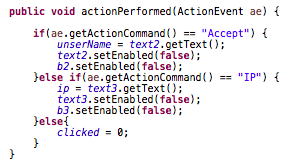 public void actionPerformed(ActionEvent ae) {
if(ae.getActionCommand() == "Accept") {
unserName = text2.getText();
text2.setEnabled(false);
b2.setEnabled(false);
}else if(ae.getActionCommand() == "IP") {
ip = text3.getText();
text3.setEnabled(false);
b3.setEnabled(false);
}else{
clicked = 0;
}
}